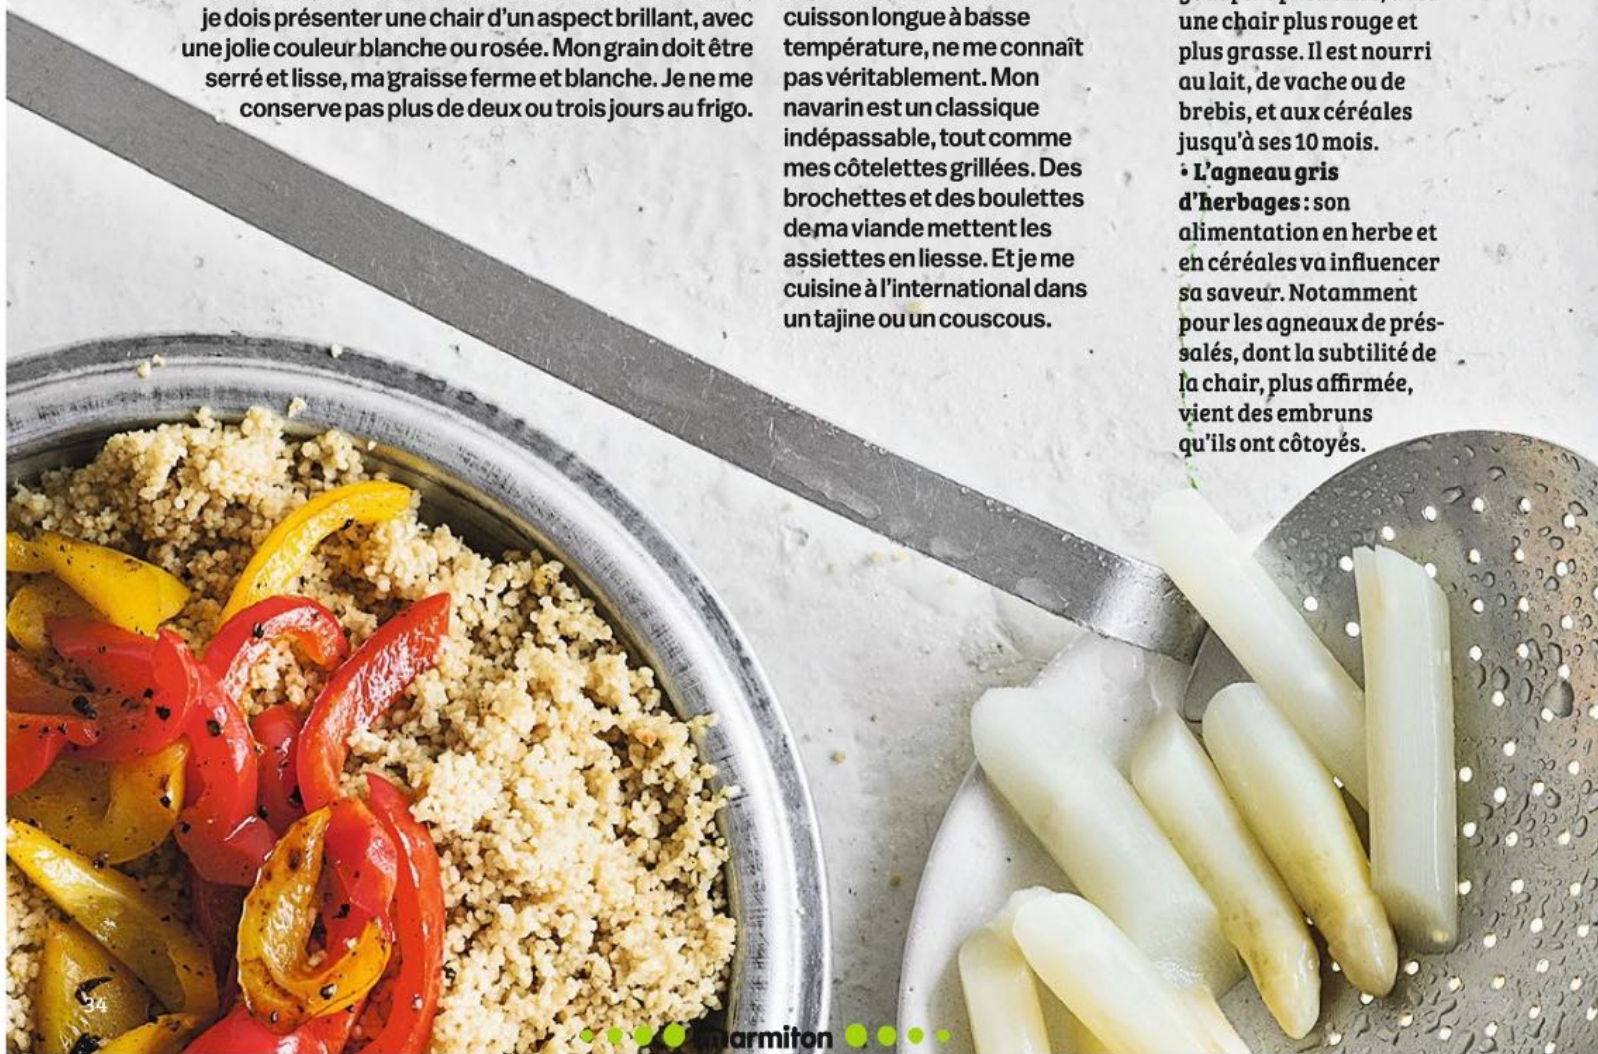 je dois présenter une chair d'un aspect brillant, avec
une jolie couleur blanche ou rosée. Mon grain doit être
serré et lisse, ma graisse ferme et blanche. Je ne me
conserve pas plus de deux ou trois jours au frigo.
cuisson longue à basse
température, ne me connaît
pas véritablement. Mon
navarin est un classique
indépassable, tout comme
mes côtelettes grillées. Des
brochettes et des boulettes
de ma viande mettent les
assiettes en liesse. Et je me
cuisine à l'international dans
un tajine ou un couscous.
une chair plus rouge et
plus grasse. Il est nourri
au lait, de vache ou de
brebis, et aux céréales
jusqu'à ses 10 mois.
• L'agneau gris
d'herbages : son
alimentation en herbe et
en céréales va influencer
sa saveur. Notamment
pour les agneaux de prés-
salés, dont la subtilité de
la chair, plus affirmée,
vient des embruns
qu'ils ont côtoyés.
34
marmiton